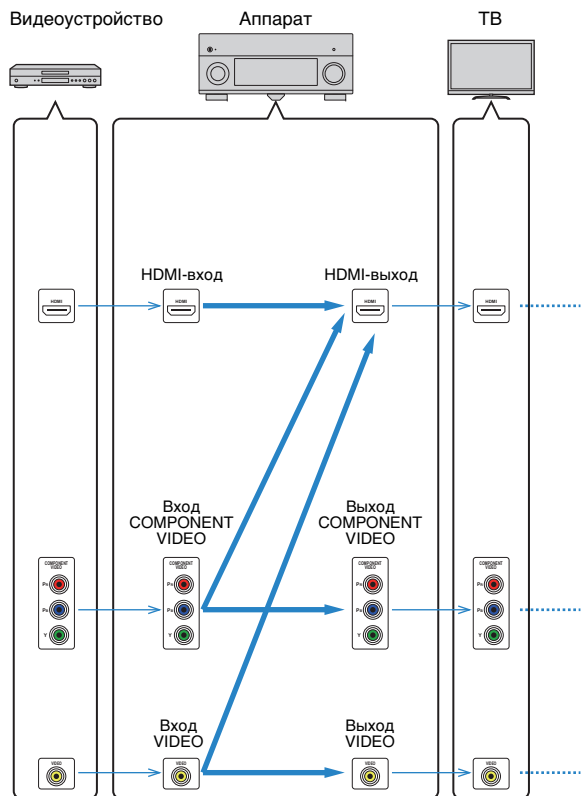 Видеоустройство Аппарат ТВ
HDMI-вход HDMI-выход
HDMI HDMI HDMI HDMI
Вход
COMPONENT
VIDEO
Выход
COMPONENT
VIDEO
COMPONENT
VIDEO
PR
PB
Y
COMPONENT
VIDEO
PR
PB
Y
COMPONENT
VIDEO
PR
PB
Y
COMPONENT
VIDEO
PR
PB
Y
Вход
VIDEO
Выход
VIDEO
VIDEO VIDEO VIDEO VIDEO